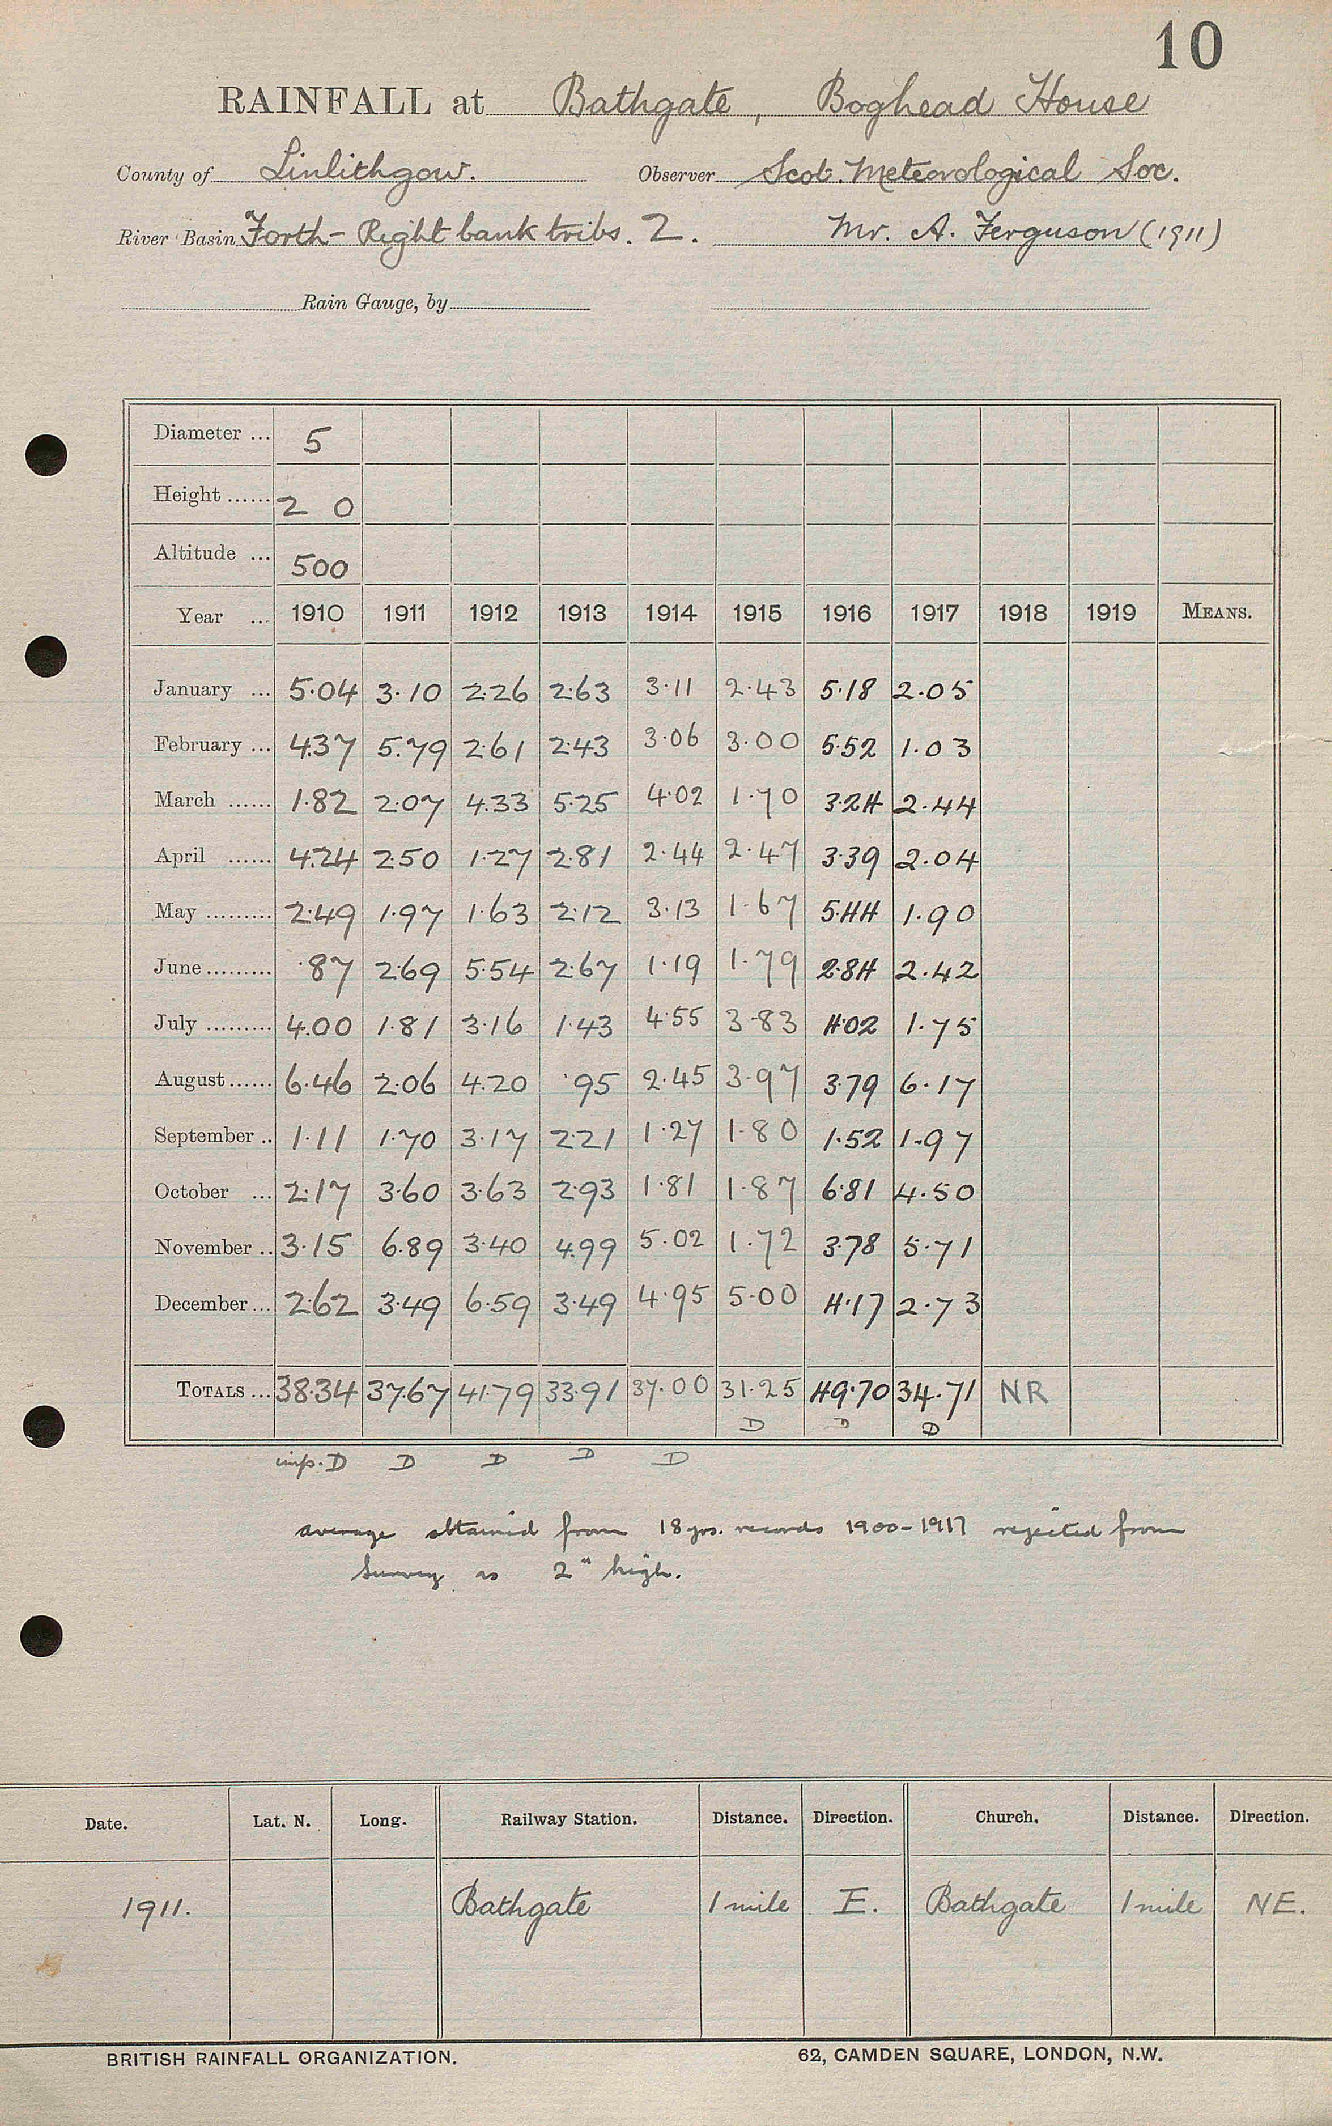 10
RAINFALL at Bathgate, Boghead House
County of Linlithgow. Observer Scot. Meteorological Soc.
River Basin Forth - Right bank tribs. 2. Mr. A. Ferguson (1911)
Rain Gauge, by
Diameter ... 5
Height ...... 2 0
Altitude ... 500
Year ... 1910 1911 1912 1913 1914 1915 1916 1917 1918 1919 MEANS.
January ... 5.04 3.10 2.26 2.63 3.11 2.43 5.18 2.05
February ... 4.37 5.79 2.61 2.43 3.06 3.00 5.52 1.03
March ...... 1.82 2.07 4.33 5.25 4.02 1.70 3.24 2.44
April ...... 4.24 2.50 1.27 2.81 2.44 2.47 3.39 2.04
May ......... 2.49 1.97 1.63 2.12 3.13 1.67 5.44 1.90
June ......... .87 2.69 5.54 2.67 1.19 1.79 2.84 2.42
July ......... 4.00 1.81 3.16 1.43 4.55 3.83 4.02 1.75
August ...... 6.46 2.06 4.20 .95 2.45 3.97 3.79 6.17
September .. 1.11 1.70 3.17 2.21 1.27 1.80 1.52 1.97
October ... 2.17 3.60 3.63 2.93 1.81 1.87 6.81 4.50
November .. 3.15 6.89 3.40 4.99 5.02 1.72 3.78 5.71
December ... 2.62 3.49 6.59 3.49 4.95 5.00 4.17 2.73
TOTALS ... 38.34 37.67 41.79 33.91 37.00 31.25 49.70 34.71 NR
D D D
imp. D D D D D
average obtained from 18 yrs. records 1900-1917 rejected from
Survey as 2" high.
Date. Lat. N. Long. Railway Station. Distance. Direction. Church. Distance. Direction.
1911. Bathgate 1 mile E. Bathgate 1 mile NE.
BRITISH RAINFALL ORGANIZATION. 62, CAMDEN SQUARE, LONDON, N.W.